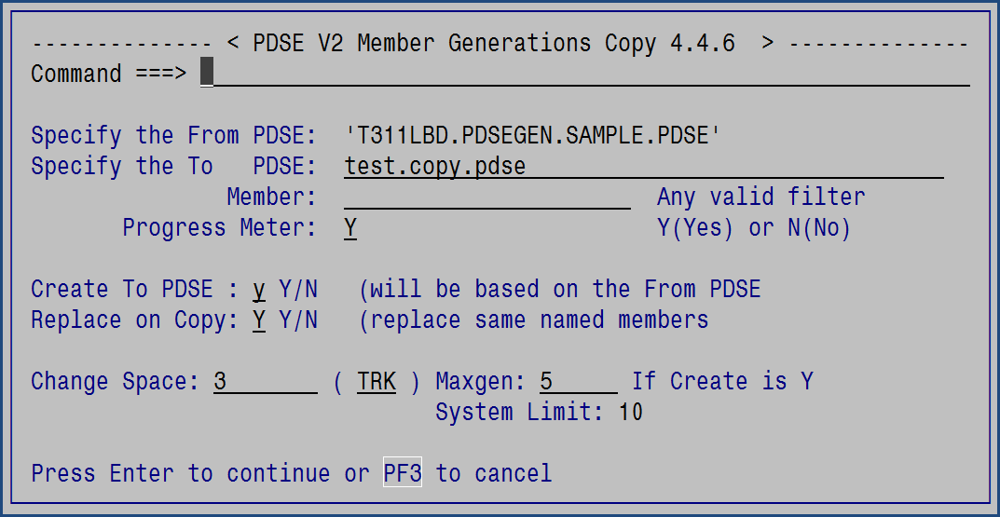 -------------- < PDSE V2 Member Generations Copy 4.4.6  > --------------
Command ===>
Specify the From PDSE:  'T311LBD.PDSEGEN.SAMPLE.PDSE'
Specify the To   PDSE:  test.copy.pdse
Member:                         Any valid filter
Progress Meter:  Y                       Y(Yes) or N(No)
Create To PDSE : y Y/N   (will be based on the From PDSE
Replace on Copy: Y Y/N   (replace same named members
Change Space: 3        ( TRK ) Maxgen: 5      If Create is Y
System Limit: 10
Press Enter to continue or PF3 to cancel